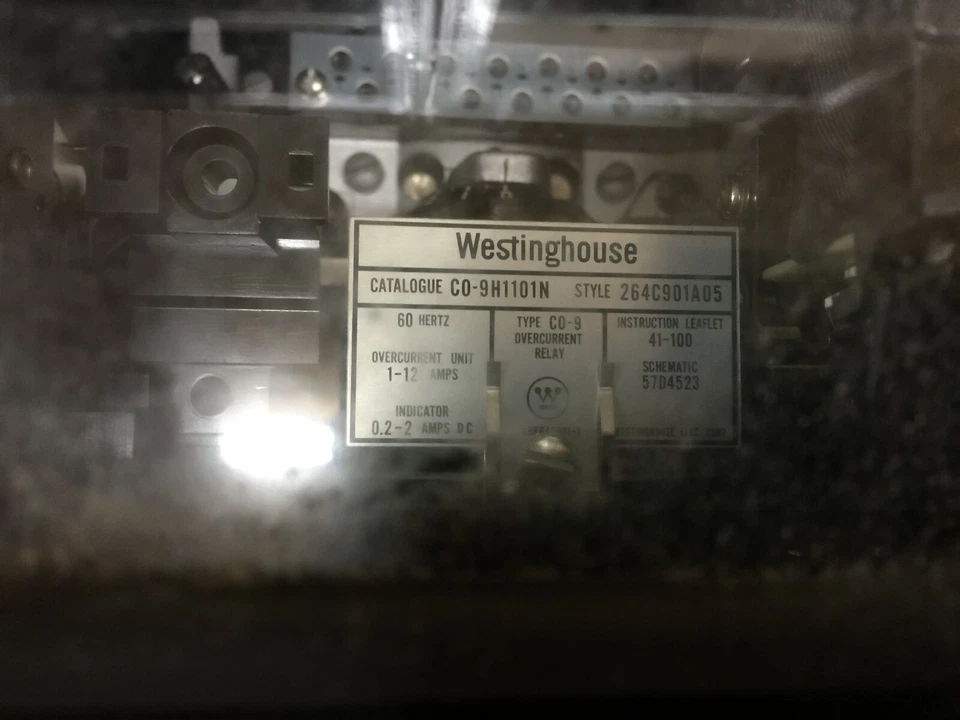 Westinghouse
CATALOGUE CO-9H1101N STYLE 264C901A05
60 HERTZ
OVERCURRENT UNIT
1-12 AMPS
INDICATOR
0.2-2 AMPS DC
TYPE CO-9
OVERCURRENT
RELAY
W
INSTRUCTION LEAFLET
41-100
SCHEMATIC
57D4523